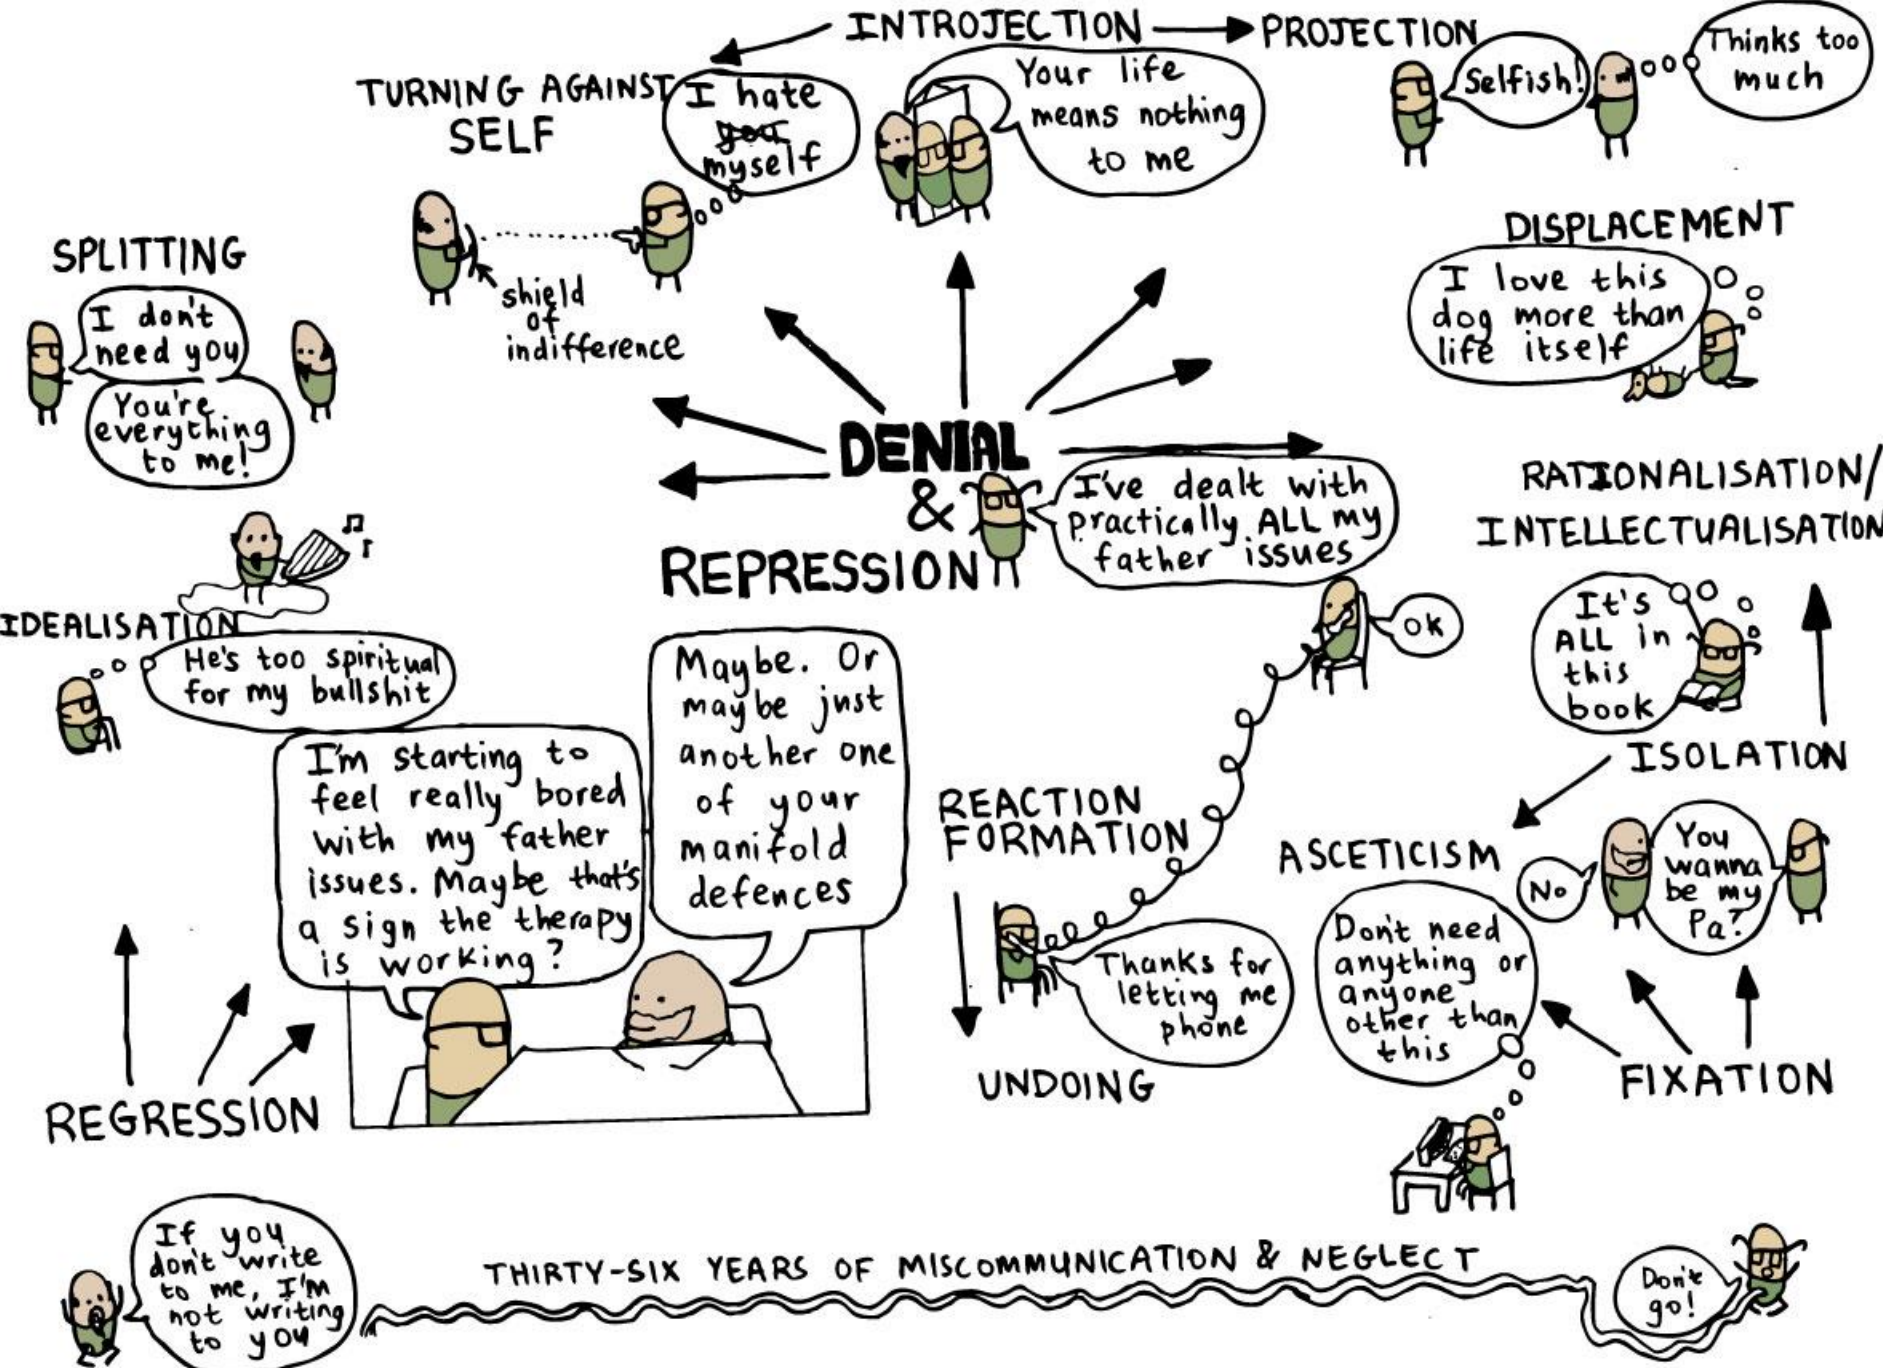 INTROJECTION
PROJECTION
Selfish!
Thinks too
much
TURNING AGAINST
SELF
I hate
you
myself
Your life
means nothing
to me
shield
of
indifference
SPLITTING
I don't
need you
You're
everything
to me!
DISPLACEMENT
I love this
dog more than
life itself
DENIAL
&
REPRESSION
I've dealt with
practically ALL my
father issues
ok
RATIONALISATION/
INTELLECTUALISATION
It's
ALL in
this
book
IDEALISATION
He's too spiritual
for my bullshit
I'm starting to
feel really bored
with my father
issues. Maybe that's
a sign the therapy
is working?
Maybe. Or
maybe just
another one
of your
manifold
defences
REACTION
FORMATION
Thanks for
letting me
phone
UNDOING
ISOLATION
ASCETICISM
No
You
wanna
be my
Pa?
Don't need
anything or
anyone
other than
this
FIXATION
REGRESSION
If you
don't write
to me, I'm
not writing
to you
THIRTY-SIX YEARS OF MISCOMMUNICATION & NEGLECT
Don't
go!